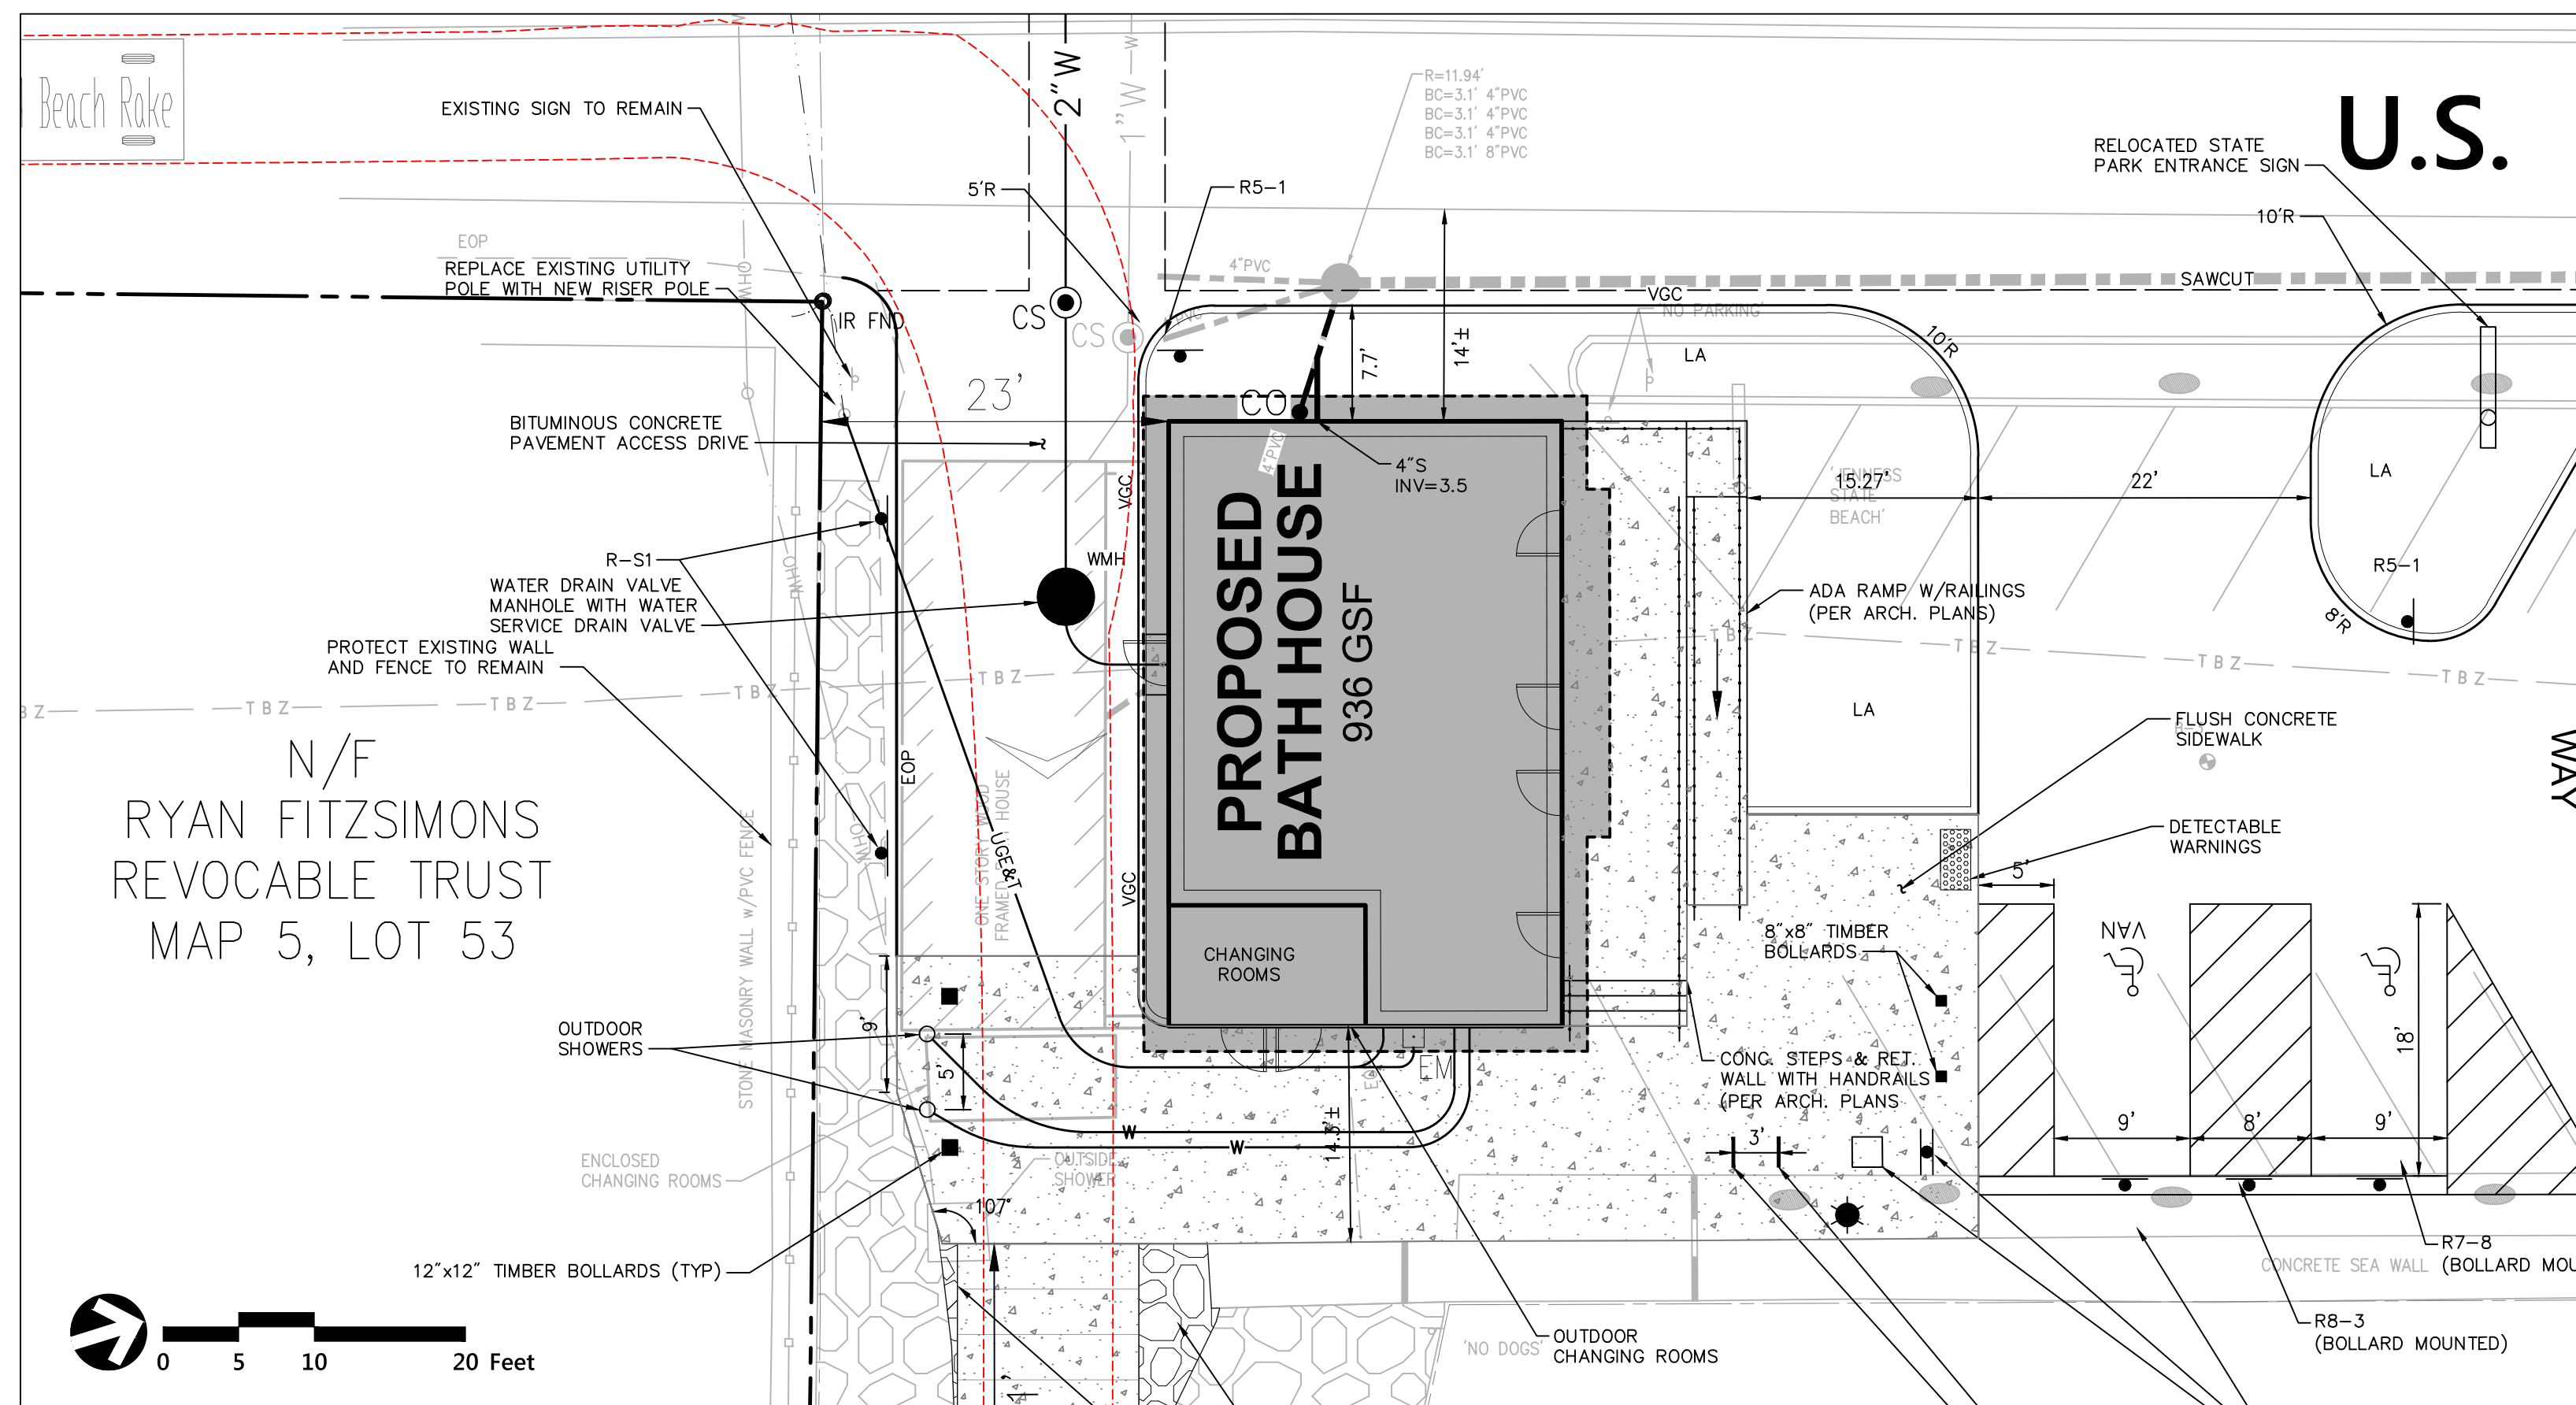 Beach Rake
EXISTING SIGN TO REMAIN
2"W
1"W
W
W
R=11.94'
BC=3.1' 4"PVC
BC=3.1' 4"PVC
BC=3.1' 4"PVC
BC=3.1' 8"PVC
U.S.
RELOCATED STATE
PARK ENTRANCE SIGN
5'R
R5-1
10'R
EOP
REPLACE EXISTING UTILITY
POLE WITH NEW RISER POLE
OHW
4"PVC
SAWCUT
VGC
'NO PARKING'
IR FND
CS
CS
PVC
7.7'
14'±
LA
10'R
23'
CO
BITUMINOUS CONCRETE
PAVEMENT ACCESS DRIVE
4"PVC
4"S
INV=3.5
VGC
'JENNESS
STATE
BEACH'
15.27'
22'
LA
R-S1
WMH
WATER DRAIN VALVE
MANHOLE WITH WATER
SERVICE DRAIN VALVE
OHW
PROPOSED
BATH HOUSE
936 GSF
ADA RAMP W/RAILINGS
(PER ARCH. PLANS)
R5-1
8'R
PROTECT EXISTING WALL
AND FENCE TO REMAIN
BZ
TBZ
TBZ
TBZ
TBZ
TBZ
TBZ
TBZ
TBZ
LA
FLUSH CONCRETE
SIDEWALK
WAY
N/F
RYAN FITZSIMONS
REVOCABLE TRUST
MAP 5, LOT 53
EOP
STONE MASONRY WALL w/PVC FENCE
OHW
ONE STORY WOOD
UGE&T
VGC
DETECTABLE
WARNINGS
5'
8"x8" TIMBER
BOLLARDS
VAN
CHANGING
ROOMS
OUTDOOR
SHOWERS
9'
5'
EM
CONC. STEPS & RET.
WALL WITH HANDRAILS
(PER ARCH. PLANS
18'
9'
8'
9'
W
W
14.3'±
3'
ENCLOSED
CHANGING ROOMS
OUTSIDE
SHOWER
107°
12"x12" TIMBER BOLLARDS (TYP)
R7-8
CONCRETE SEA WALL
(BOLLARD MOU
R8-3
(BOLLARD MOUNTED)
'NO DOGS'
OUTDOOR
CHANGING ROOMS
0 5 10 20 Feet